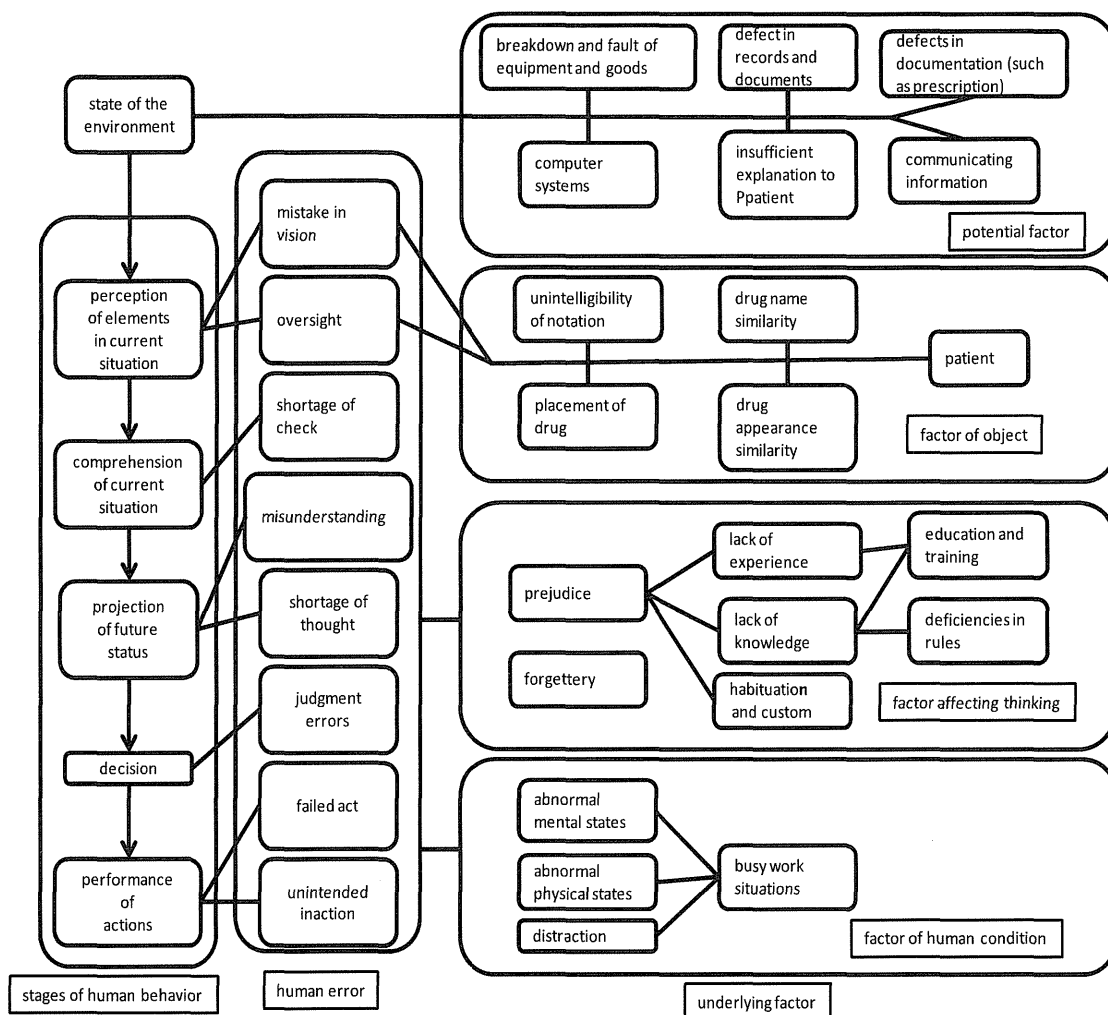 state of the
environment
perception
of elements
in current
situation
comprehension
of current
situation
projection
of future
status
decision
performance
of
actions
stages of human behavior
mistake in
vision
oversight
shortage of
check
misunderstanding
shortage of
thought
judgment
errors
failed act
unintended
inaction
human error
breakdown and fault of
equipment and goods
defect in
records and
documents
defects in
documentation (such
as prescription)
computer
systems
insufficient
explanation to
Ppatient
communicating
information
potential factor
unintelligibility
of notation
drug name
similarity
patient
placement of
drug
drug
appearance
similarity
factor of object
prejudice
forgettery
lack of
experience
lack of
knowledge
habituation
and custom
education and
training
deficiencies in
rules
factor affecting thinking
abnormal
mental states
abnormal
physical states
distraction
busy work
situations
factor of human condition
underlying factor